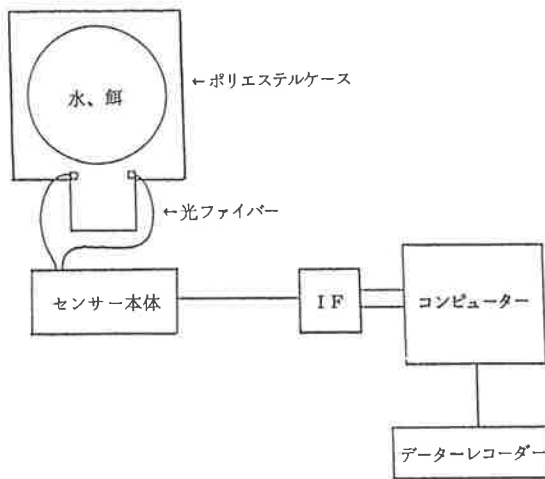 水、餌
←ポリエステルケース
←光ファイバー
センサー本体
ＩＦ
コンピューター
データーレコーダー